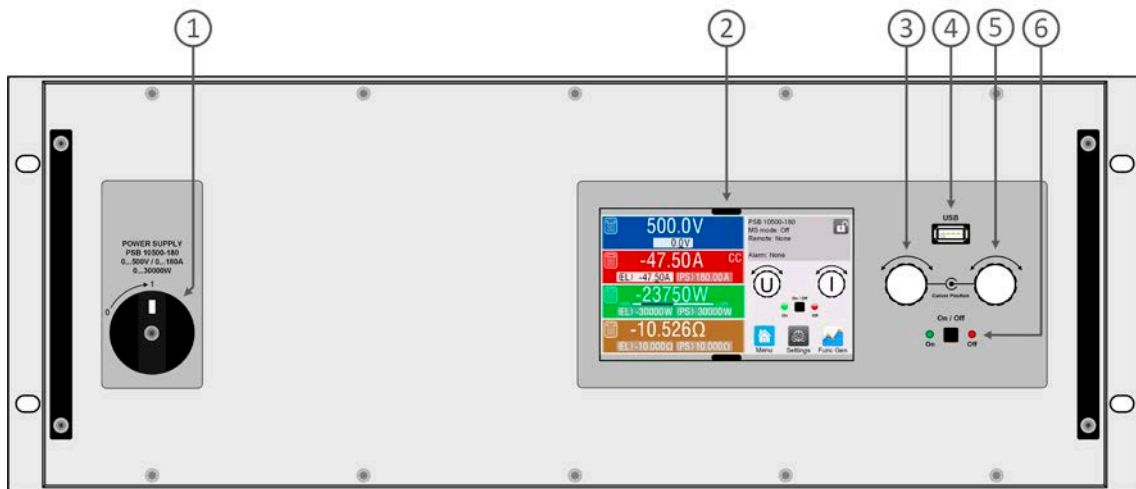 1
2
3
4
5
6
POWER SUPPLY
PSB 10500-180
0...500V / 0...180A
0...30000W
0
1
500.0V
0.0V
-47.50A
CC
(EL) -47.50A (PS) 180.00A
-23750W
(EL) -30000W (PS) 30000W
-10.526Ω
(EL) -10.000Ω (PS) 10.000Ω
PSB 10500-180
MS mode: Off
Remote: None
Alarm: None
U
I
On / Off
On
Off
Menu
Settings
Func Gen
USB
Cursor Position
On / Off
On
Off